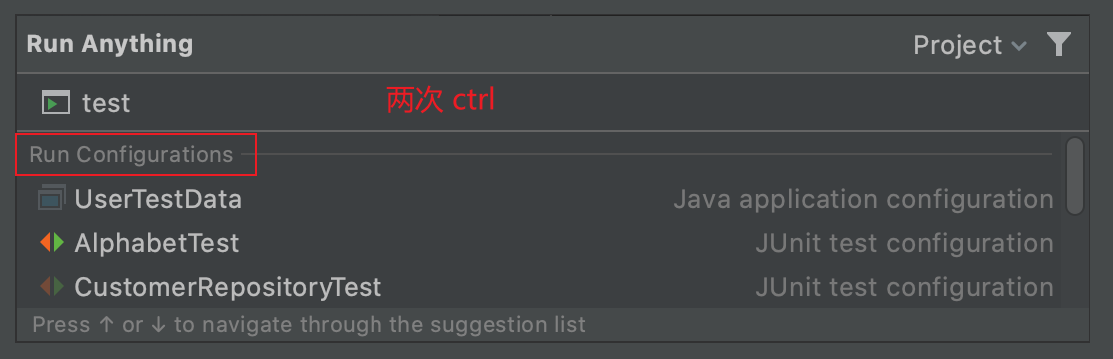 Run Anything Project
test 两次 ctrl
Run Configurations
UserTestData Java application configuration
AlphabetTest JUnit test configuration
CustomerRepositoryTest JUnit test configuration
Press ↑ or ↓ to navigate through the suggestion list